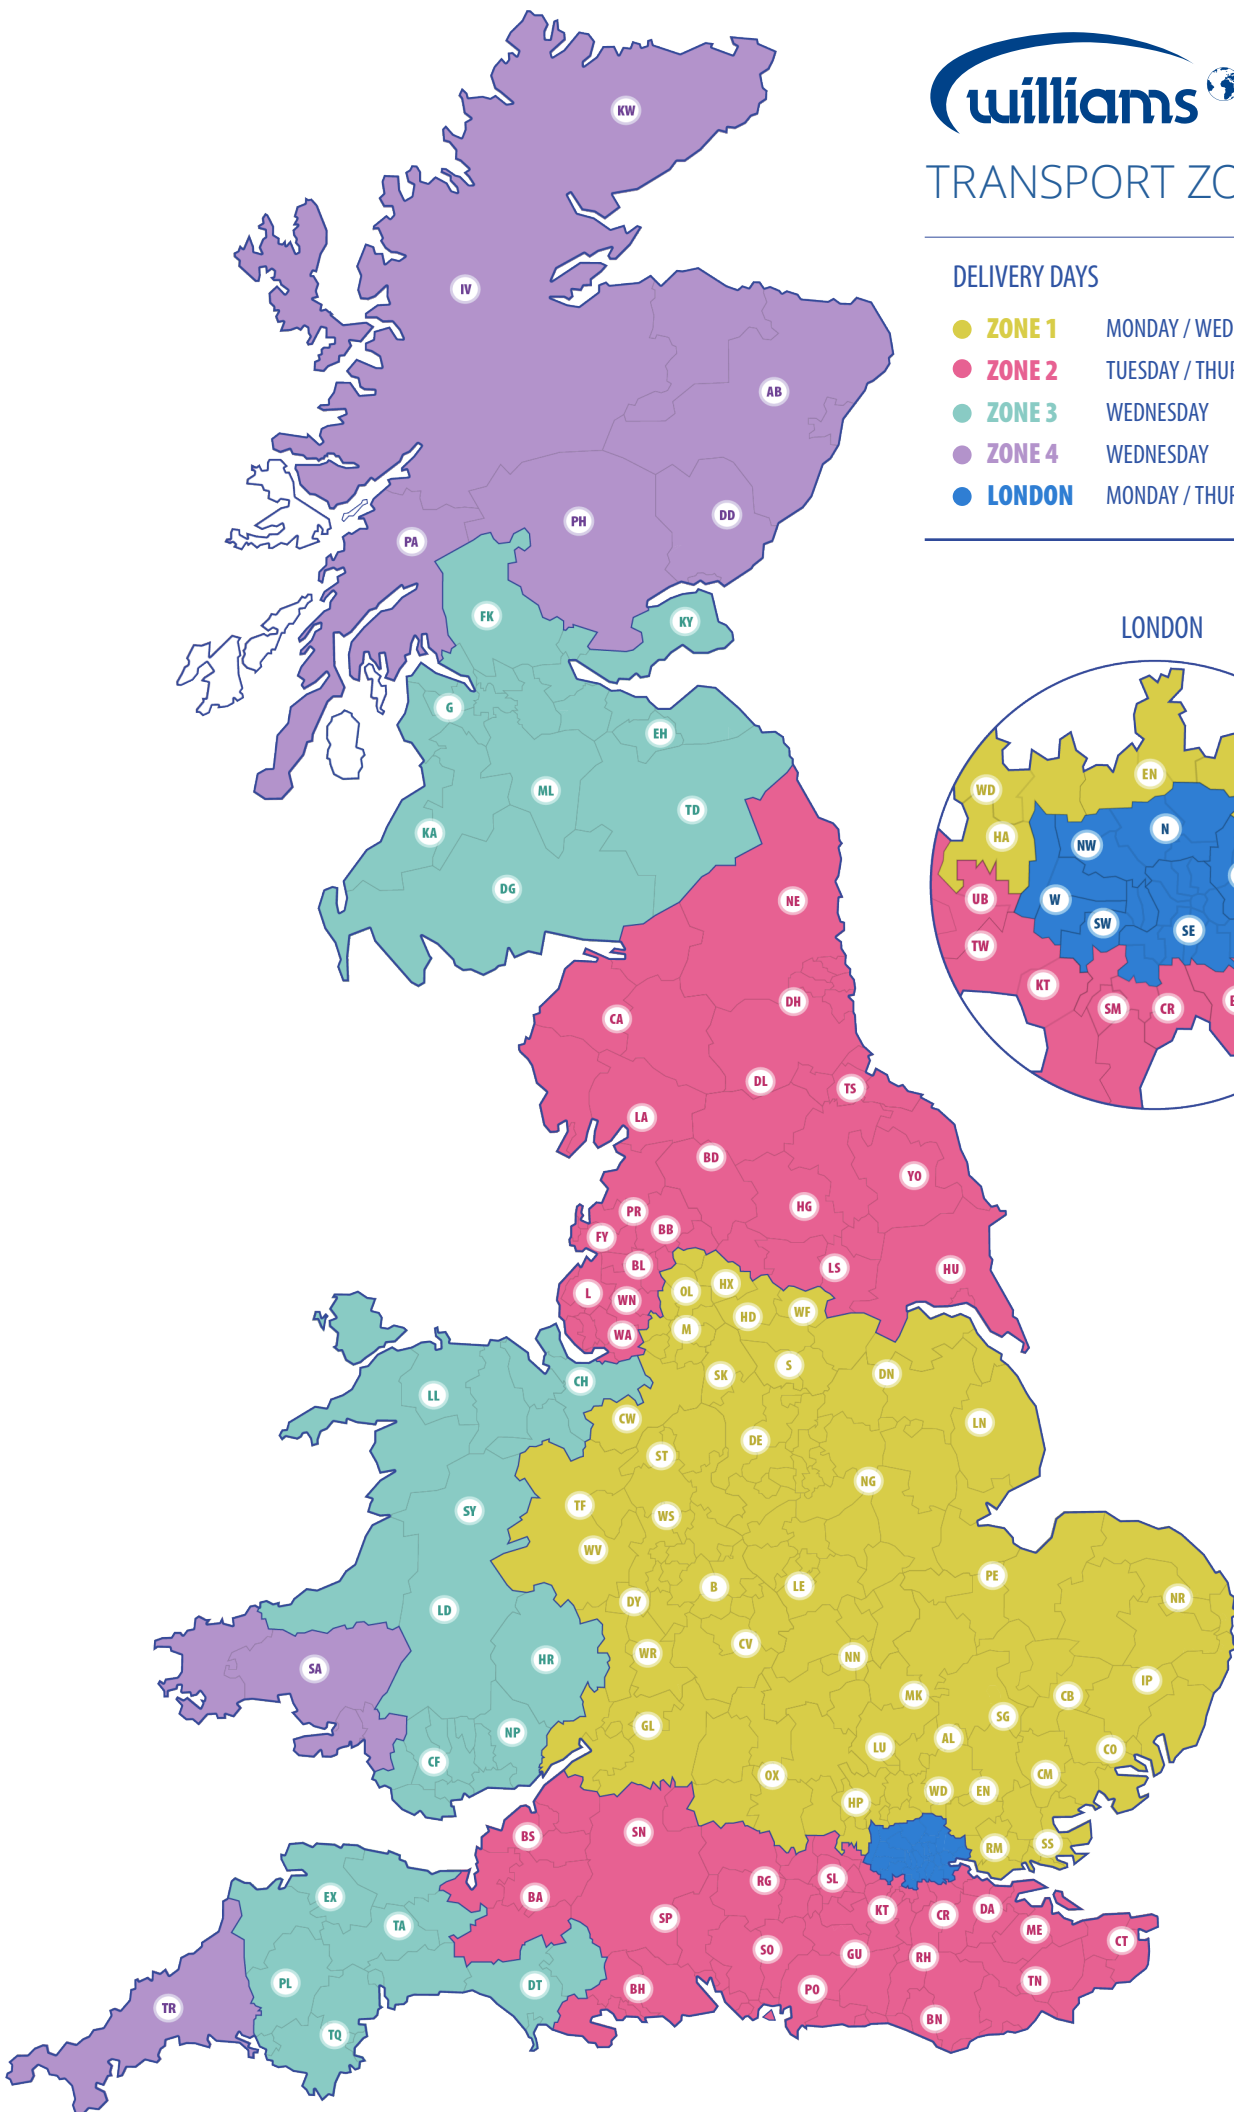 williams
TRANSPORT ZO
DELIVERY DAYS
ZONE 1 MONDAY / WED
ZONE 2 TUESDAY / THUR
ZONE 3 WEDNESDAY
ZONE 4 WEDNESDAY
LONDON MONDAY / THUR
LONDON
EN
WD
N
HA
NW
UB
W
SW
SE
TW
KT
SM
CR
KW
IV
AB
PH
DD
PA
FK
KY
G
EH
ML
TD
KA
DG
NE
DH
CA
DL
TS
LA
BD
YO
HG
PR
BB
FY
BL
LS
HU
L
WN
OL
HX
WA
M
HD
WF
S
SK
DN
CH
LL
CW
LN
ST
DE
NG
TF
SY
WS
WV
PE
B
LE
NR
DY
LD
CV
WR
NN
HR
SA
IP
MK
CB
SG
GL
NP
AL
LU
CO
CF
OX
CM
WD
EN
HP
BS
SN
RM
SS
RG
SL
EX
BA
KT
CR
DA
SP
TA
ME
CT
SO
GU
RH
PL
DT
BH
PO
TN
TR
BN
TQ